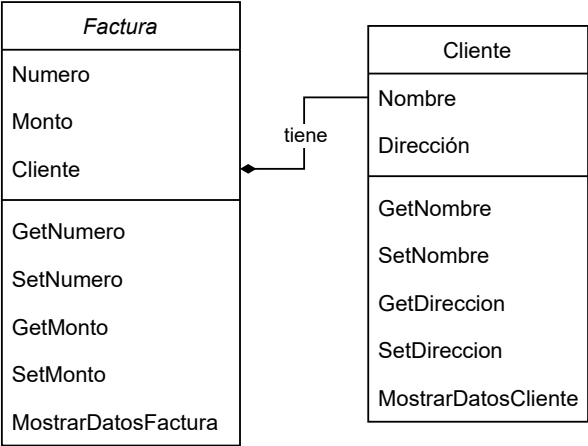 Factura
Numero
Monto
Cliente
GetNumero
SetNumero
GetMonto
SetMonto
MostrarDatosFactura
tiene
Cliente
Nombre
Dirección
GetNombre
SetNombre
GetDireccion
SetDireccion
MostrarDatosCliente